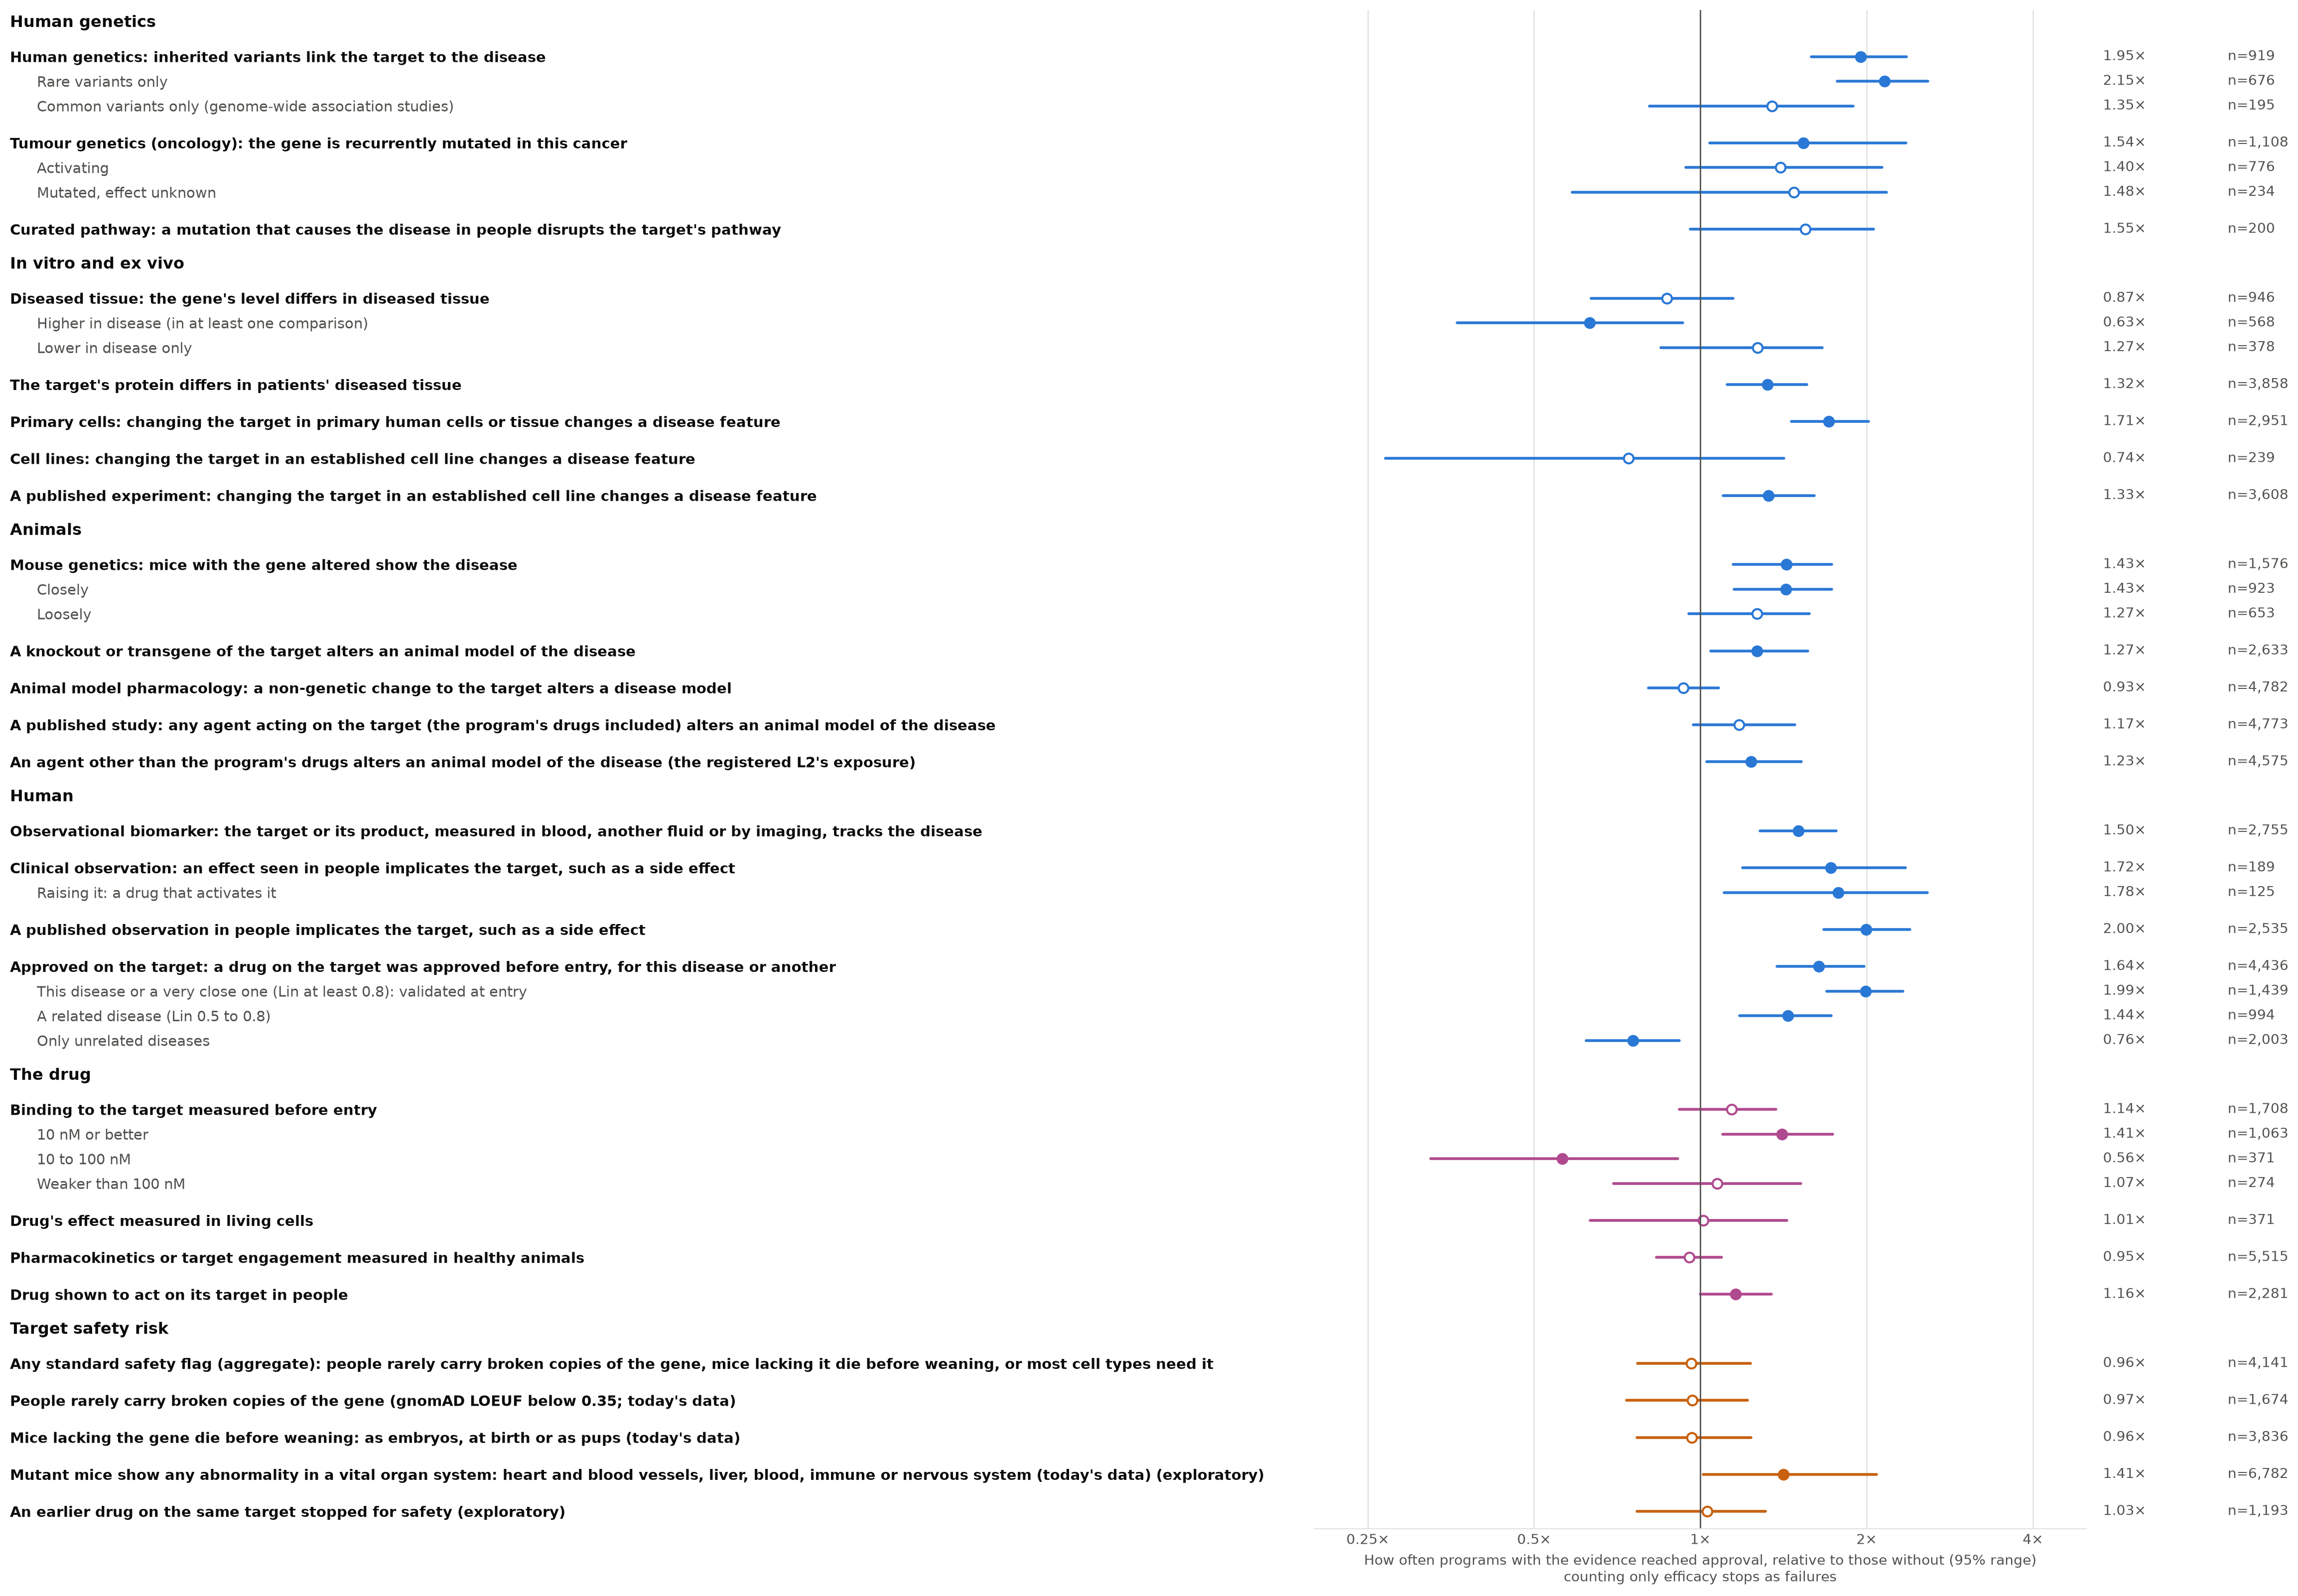 Human genetics
Human genetics: inherited variants link the target to the disease 1.95× n=919
Rare variants only 2.15× n=676
Common variants only (genome-wide association studies) 1.35× n=195
Tumour genetics (oncology): the gene is recurrently mutated in this cancer 1.54× n=1,108
Activating 1.40× n=776
Mutated, effect unknown 1.48× n=234
Curated pathway: a mutation that causes the disease in people disrupts the target's pathway 1.55× n=200
In vitro and ex vivo
Diseased tissue: the gene's level differs in diseased tissue 0.87× n=946
Higher in disease (in at least one comparison) 0.63× n=568
Lower in disease only 1.27× n=378
The target's protein differs in patients' diseased tissue 1.32× n=3,858
Primary cells: changing the target in primary human cells or tissue changes a disease feature 1.71× n=2,951
Cell lines: changing the target in an established cell line changes a disease feature 0.74× n=239
A published experiment: changing the target in an established cell line changes a disease feature 1.33× n=3,608
Animals
Mouse genetics: mice with the gene altered show the disease 1.43× n=1,576
Closely 1.43× n=923
Loosely 1.27× n=653
A knockout or transgene of the target alters an animal model of the disease 1.27× n=2,633
Animal model pharmacology: a non-genetic change to the target alters a disease model 0.93× n=4,782
A published study: any agent acting on the target (the program's drugs included) alters an animal model of the disease 1.17× n=4,773
An agent other than the program's drugs alters an animal model of the disease (the registered L2's exposure) 1.23× n=4,575
Human
Observational biomarker: the target or its product, measured in blood, another fluid or by imaging, tracks the disease 1.50× n=2,755
Clinical observation: an effect seen in people implicates the target, such as a side effect 1.72× n=189
Raising it: a drug that activates it 1.78× n=125
A published observation in people implicates the target, such as a side effect 2.00× n=2,535
Approved on the target: a drug on the target was approved before entry, for this disease or another 1.64× n=4,436
This disease or a very close one (Lin at least 0.8): validated at entry 1.99× n=1,439
A related disease (Lin 0.5 to 0.8) 1.44× n=994
Only unrelated diseases 0.76× n=2,003
The drug
Binding to the target measured before entry 1.14× n=1,708
10 nM or better 1.41× n=1,063
10 to 100 nM 0.56× n=371
Weaker than 100 nM 1.07× n=274
Drug's effect measured in living cells 1.01× n=371
Pharmacokinetics or target engagement measured in healthy animals 0.95× n=5,515
Drug shown to act on its target in people 1.16× n=2,281
Target safety risk
Any standard safety flag (aggregate): people rarely carry broken copies of the gene, mice lacking it die before weaning, or most cell types need it 0.96× n=4,141
People rarely carry broken copies of the gene (gnomAD LOEUF below 0.35; today's data) 0.97× n=1,674
Mice lacking the gene die before weaning: as embryos, at birth or as pups (today's data) 0.96× n=3,836
Mutant mice show any abnormality in a vital organ system: heart and blood vessels, liver, blood, immune or nervous system (today's data) (exploratory) 1.41× n=6,782
An earlier drug on the same target stopped for safety (exploratory) 1.03× n=1,193
0.25× 0.5× 1× 2× 4×
How often programs with the evidence reached approval, relative to those without (95% range)
counting only efficacy stops as failures